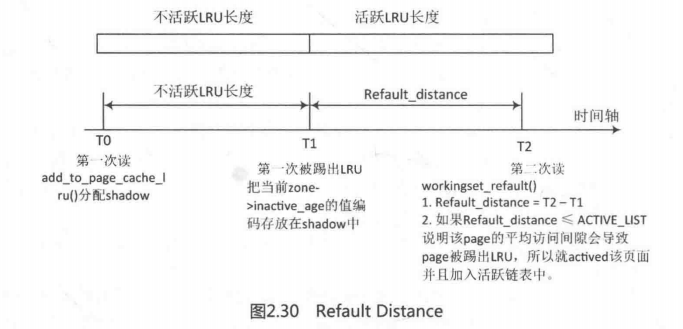 不活跃LRU长度 活跃LRU长度
不活跃LRU长度 Refault_distance
时间轴
T0 T1 T2
第一次读
add_to_page_cache_l
ru()分配shadow
第一次被踢出LRU
把当前zone-
>inactive_age的值编
码存放在shadow中
第二次读
workingset_refault()
1. Refault_distance = T2 – T1
2. 如果Refault_distance ≤ ACTIVE_LIST
说明该page的平均访问间隙会导致
page被踢出LRU，所以就actived该页面
并且加入活跃链表中。
图2.30 Refault Distance